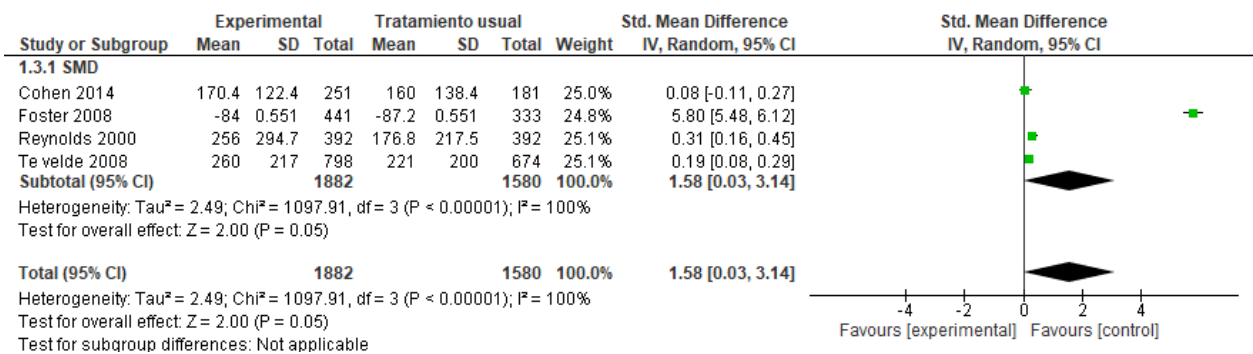 Experimental Tratamiento usual Std. Mean Difference Std. Mean Difference
Study or Subgroup Mean SD Total Mean SD Total Weight IV, Random, 95% CI IV, Random, 95% CI
1.3.1 SMD
Cohen 2014 170.4 122.4 251 160 138.4 181 25.0% 0.08 [-0.11, 0.27]
Foster 2008 -84 0.551 441 -87.2 0.551 333 24.8% 5.80 [5.48, 6.12]
Reynolds 2000 256 294.7 392 176.8 217.5 392 25.1% 0.31 [0.16, 0.45]
Te velde 2008 260 217 798 221 200 674 25.1% 0.19 [0.08, 0.29]
Subtotal (95% CI) 1882 1580 100.0% 1.58 [0.03, 3.14]
Heterogeneity: Tau² = 2.49; Chi² = 1097.91, df = 3 (P < 0.00001); I² = 100%
Test for overall effect: Z = 2.00 (P = 0.05)
Total (95% CI) 1882 1580 100.0% 1.58 [0.03, 3.14]
Heterogeneity: Tau² = 2.49; Chi² = 1097.91, df = 3 (P < 0.00001); I² = 100%
Test for overall effect: Z = 2.00 (P = 0.05)
Test for subgroup differences: Not applicable
-4 -2 0 2 4
Favours [experimental] Favours [control]